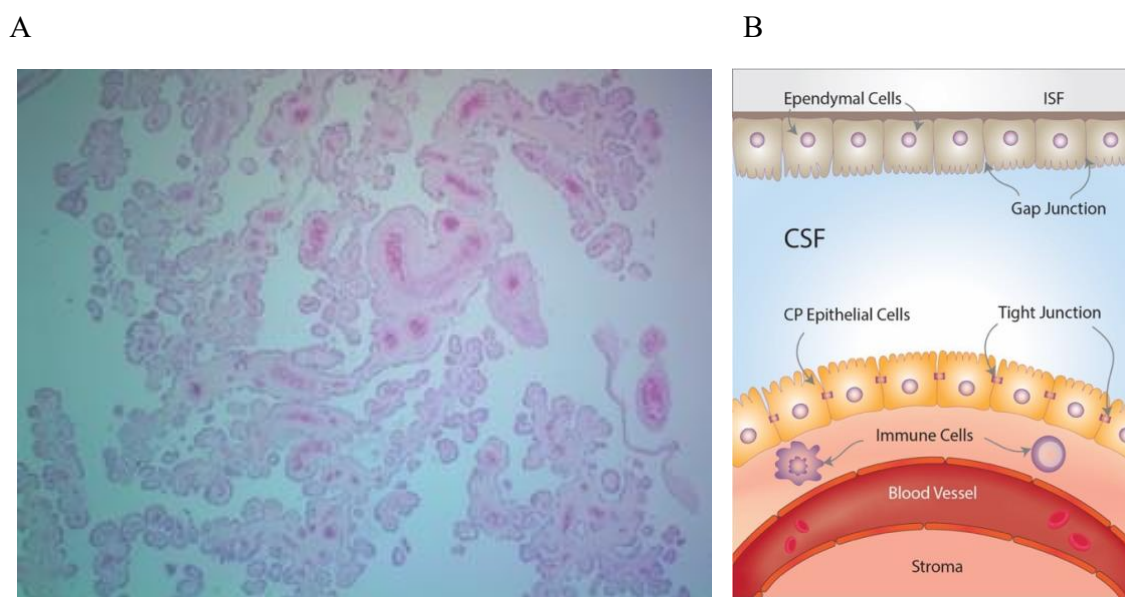 A
B
Ependymal Cells
ISF
Gap Junction
CSF
CP Epithelial Cells
Tight Junction
Immune Cells
Blood Vessel
Stroma